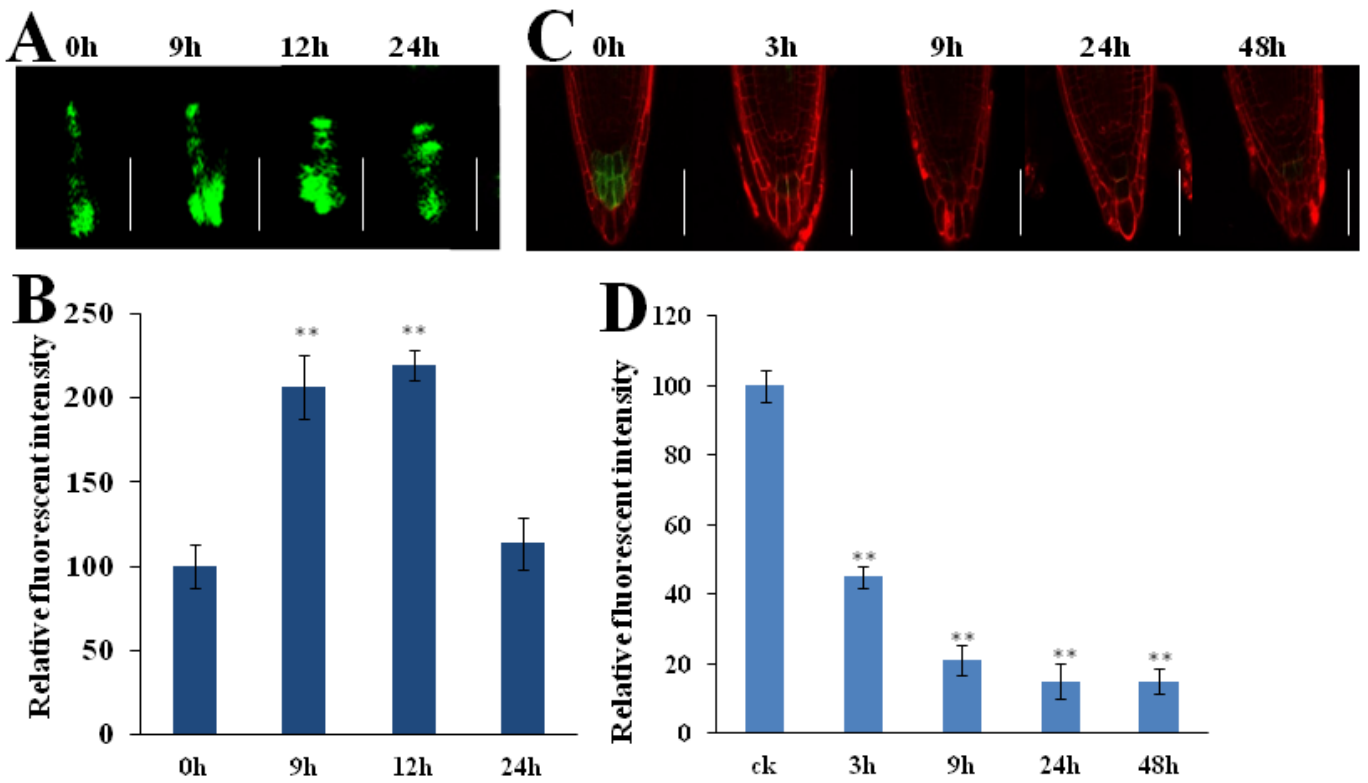 A
0h 9h 12h 24h
C
0h 3h 9h 24h 48h
B
Relative fluorescent intensity
250
200
150
100
50
0
** **
0h 9h 12h 24h
D
Relative fluorescent intensity
120
100
80
60
40
20
0
** ** ** **
ck 3h 9h 24h 48h